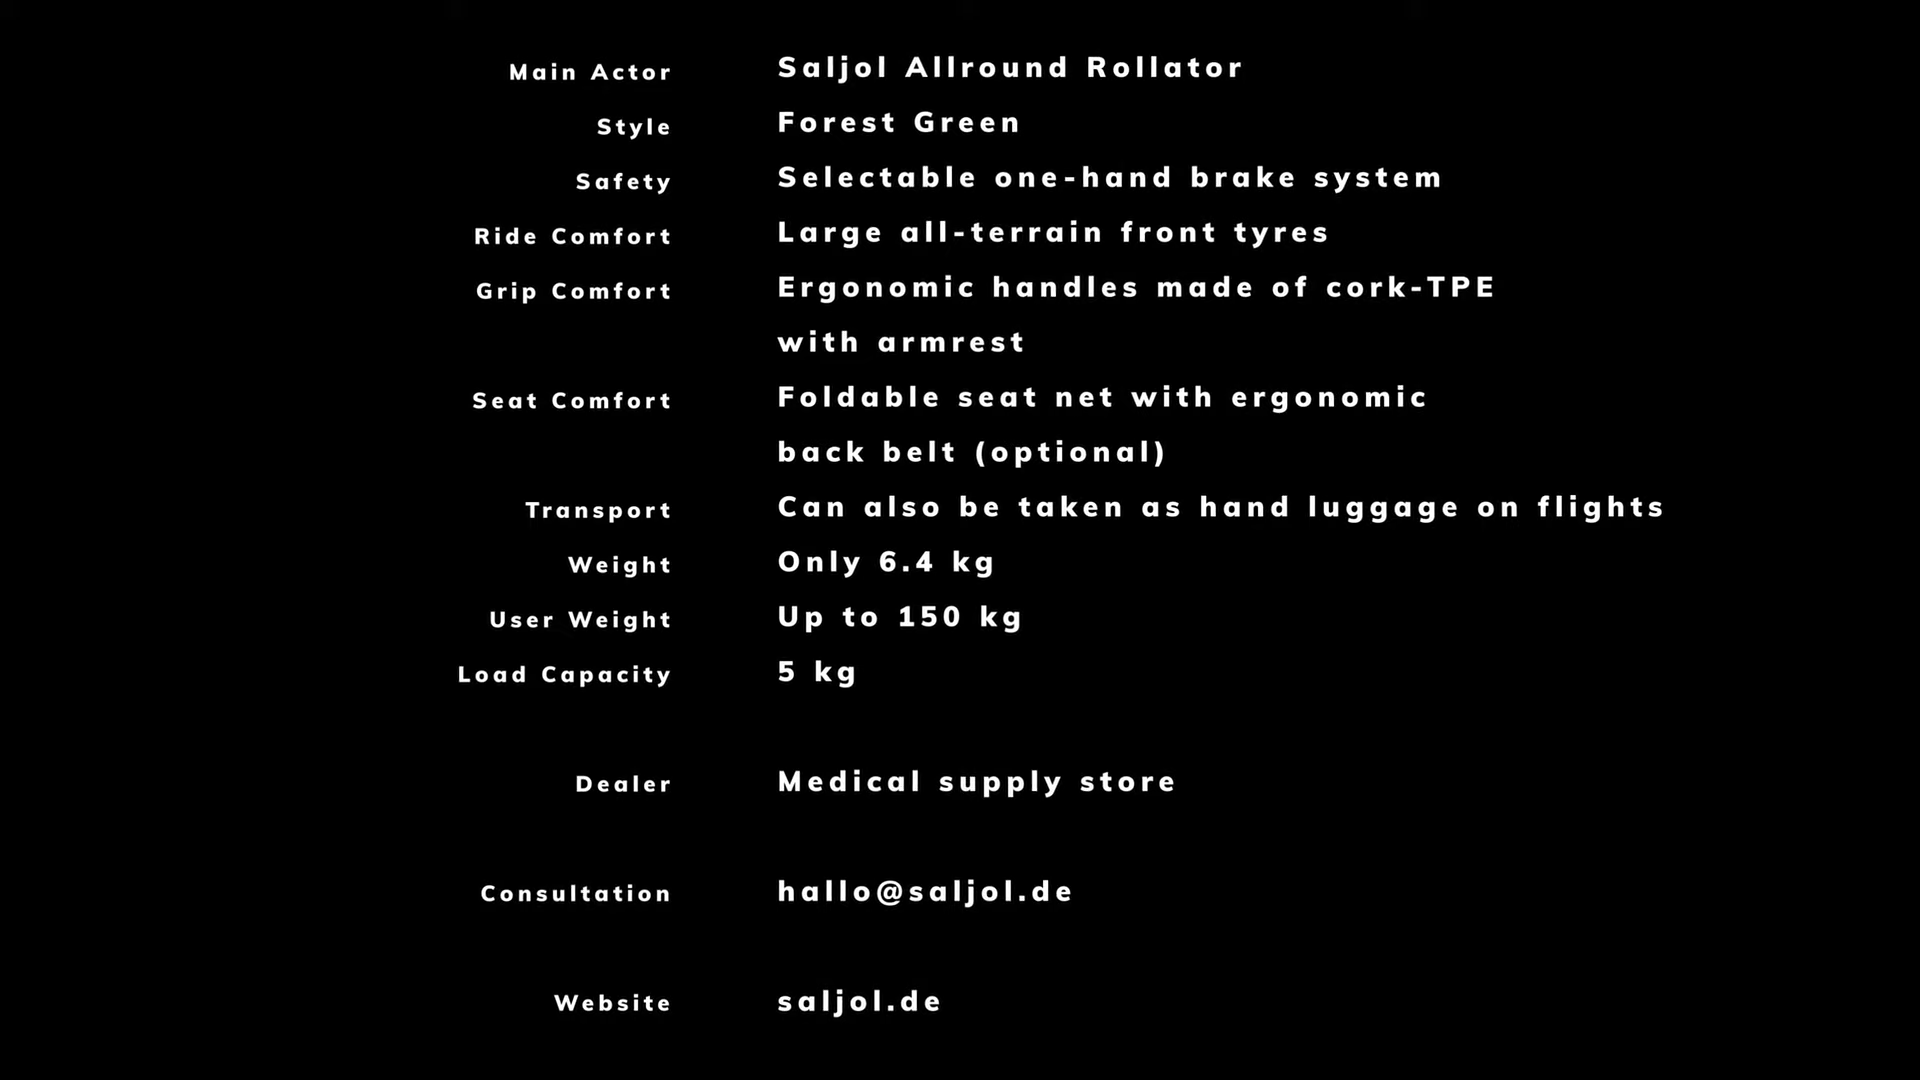 Main Actor Saljol Allround Rollator
Style Forest Green
Safety Selectable one-hand brake system
Ride Comfort Large all-terrain front tyres
Grip Comfort Ergonomic handles made of cork-TPE
with armrest
Seat Comfort Foldable seat net with ergonomic
back belt (optional)
Transport Can also be taken as hand luggage on flights
Weight Only 6.4 kg
User Weight Up to 150 kg
Load Capacity 5 kg
Dealer Medical supply store
Consultation hallo@saljol.de
Website saljol.de